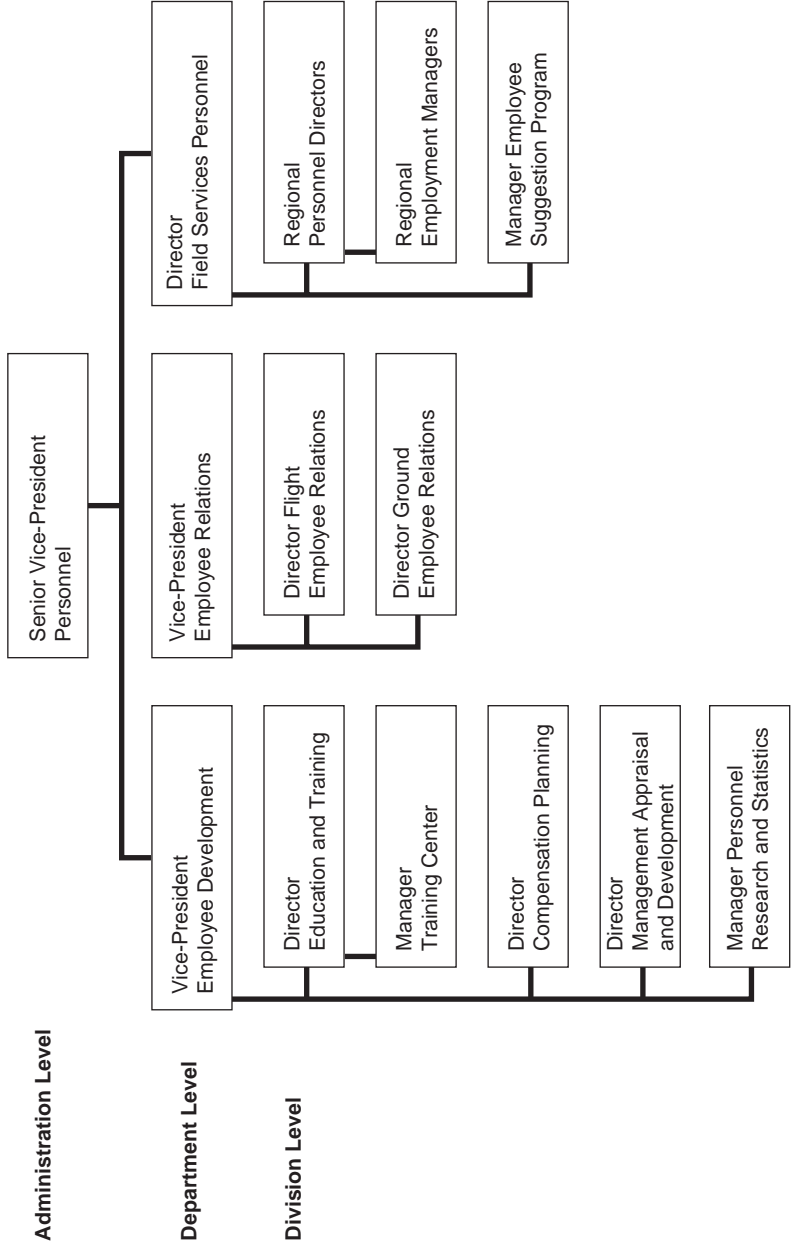 Administration Level
Senior Vice-President
Personnel
Department Level
Vice-President
Employee Development
Vice-President
Employee Relations
Director
Field Services Personnel
Division Level
Director
Education and Training
Manager
Training Center
Director
Compensation Planning
Director
Management Appraisal
and Development
Manager Personnel
Research and Statistics
Director Flight
Employee Relations
Director Ground
Employee Relations
Regional
Personnel Directors
Regional
Employment Managers
Manager Employee
Suggestion Program